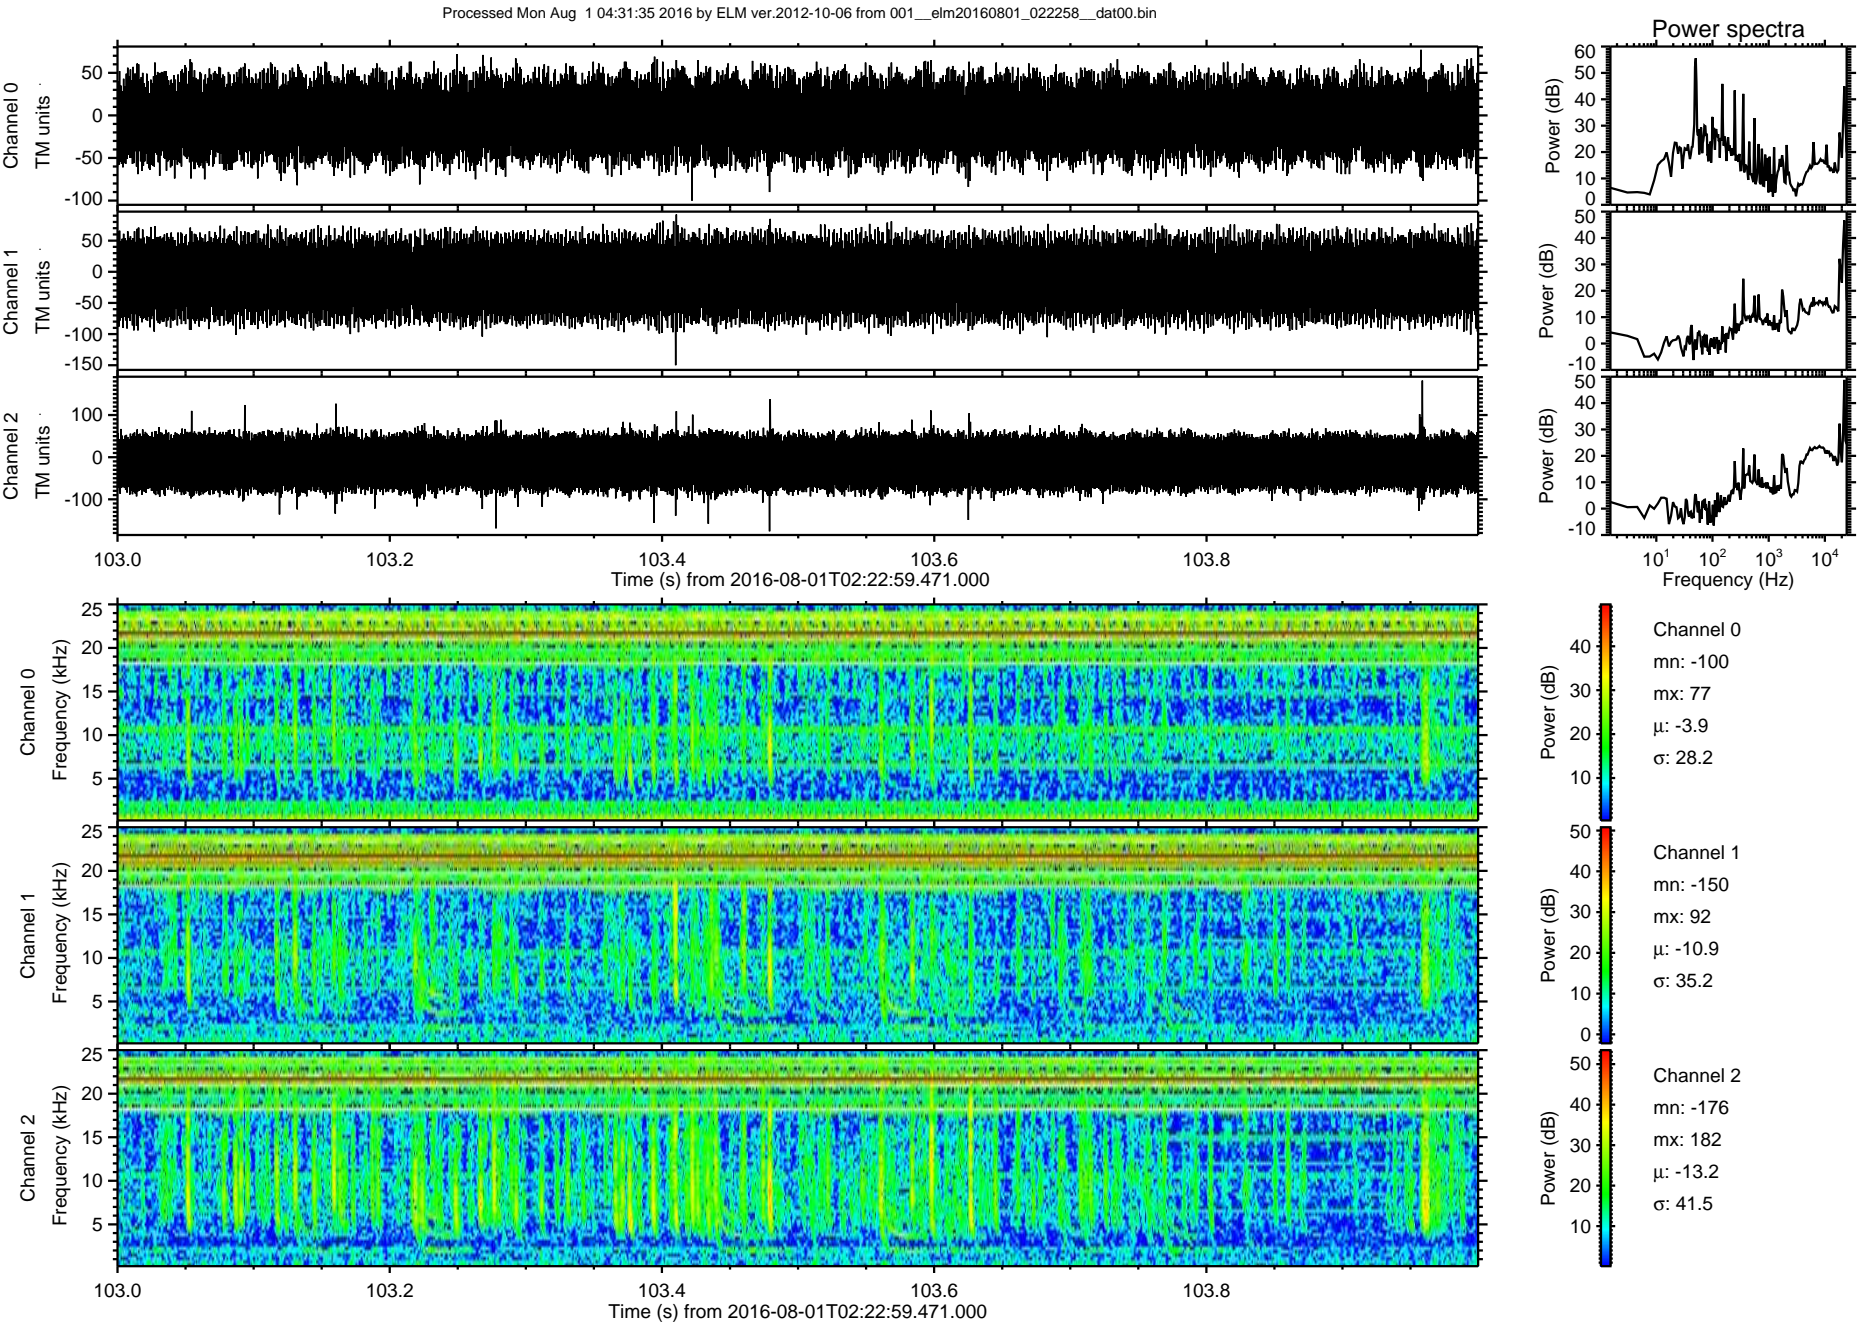 Processed Mon Aug  1 04:31:35 2016 by ELM ver.2012-10-06 from 001__elm20160801_022258__dat00.bin
Power spectra
Channel 0
TM units
50
0
-50
-100
Power (dB)
60
50
40
30
20
10
0
Channel 1
TM units
50
0
-50
-100
-150
Power (dB)
50
40
30
20
10
0
-10
Channel 2
TM units
100
0
-100
Power (dB)
50
40
30
20
10
0
-10
103.0 103.2 103.4 103.6 103.8
Time (s) from 2016-08-01T02:22:59.471.000
10^1 10^2 10^3 10^4
Frequency (Hz)
Channel 0
Frequency (kHz)
25
20
15
10
5
Power (dB)
40
30
20
10
Channel 0
mn: -100
mx: 77
μ: -3.9
σ: 28.2
Channel 1
Frequency (kHz)
25
20
15
10
5
Power (dB)
50
40
30
20
10
0
Channel 1
mn: -150
mx: 92
μ: -10.9
σ: 35.2
Channel 2
Frequency (kHz)
25
20
15
10
5
Power (dB)
50
40
30
20
10
Channel 2
mn: -176
mx: 182
μ: -13.2
σ: 41.5
103.0 103.2 103.4 103.6 103.8
Time (s) from 2016-08-01T02:22:59.471.000